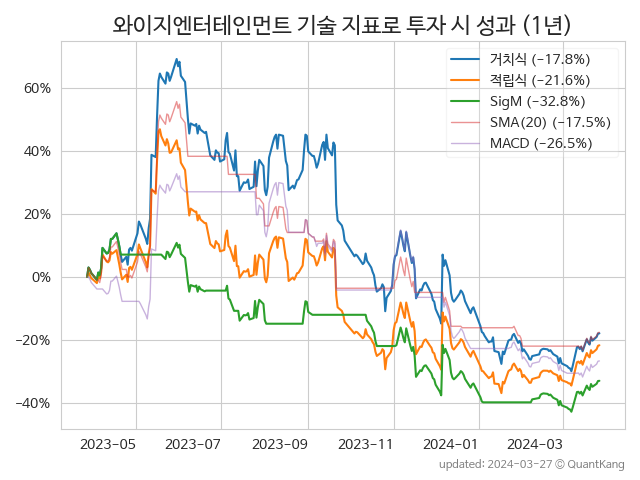 와이지엔터테인먼트 기술 지표로 투자 시 성과 (1년)
거치식 (−17.8%)
적립식 (−21.6%)
SigM (−32.8%)
SMA(20) (−17.5%)
MACD (−26.5%)
60%
40%
20%
0%
−20%
−40%
2023−05 2023−07 2023−09 2023−11 2024−01 2024−03
updated: 2024−03−27 © QuantKang